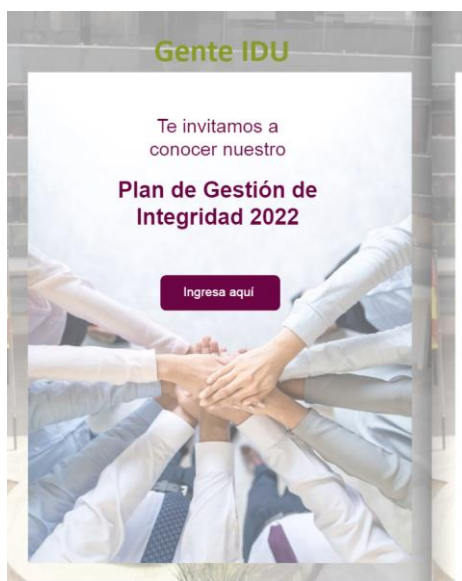 Gente IDU
Te invitamos a
conocer nuestro
Plan de Gestión de
Integridad 2022
Ingresa aquí